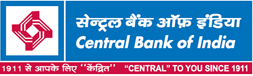 सेन्ट्रल बैंक ऑफ़ इंडिया
Central Bank of India
1911 से आपके लिए "केंद्रित" "CENTRAL" TO YOU SINCE 1911